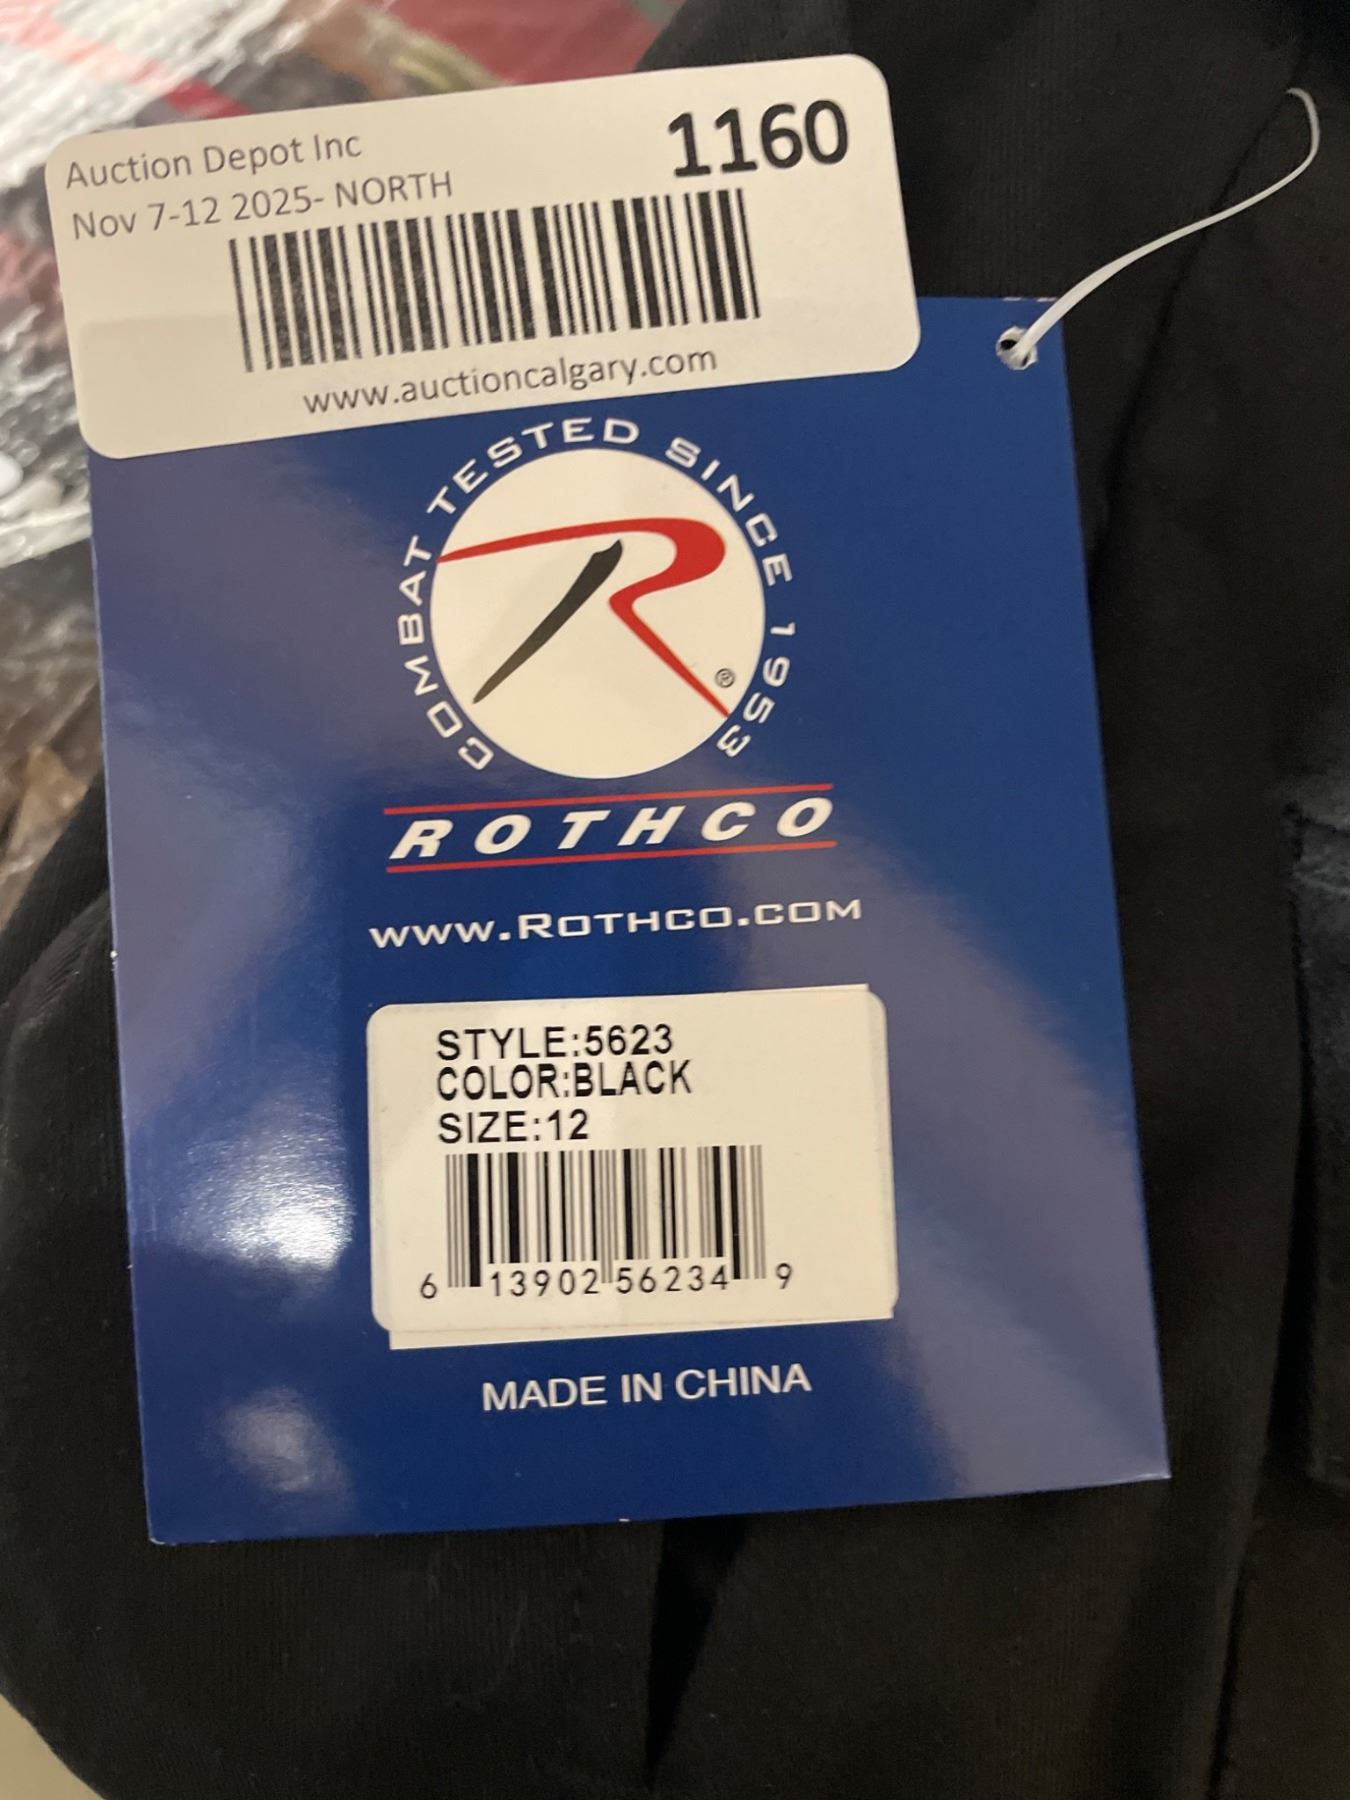 Auction Depot Inc
1160
Nov 7-12 2025- NORTH
www.auctioncalgary.com
COMBAT TESTED SINCE 1953
R®
ROTHCO
WWW.ROTHCO.COM
STYLE:5623
COLOR:BLACK
SIZE:12
6 13902 56234 9
MADE IN CHINA